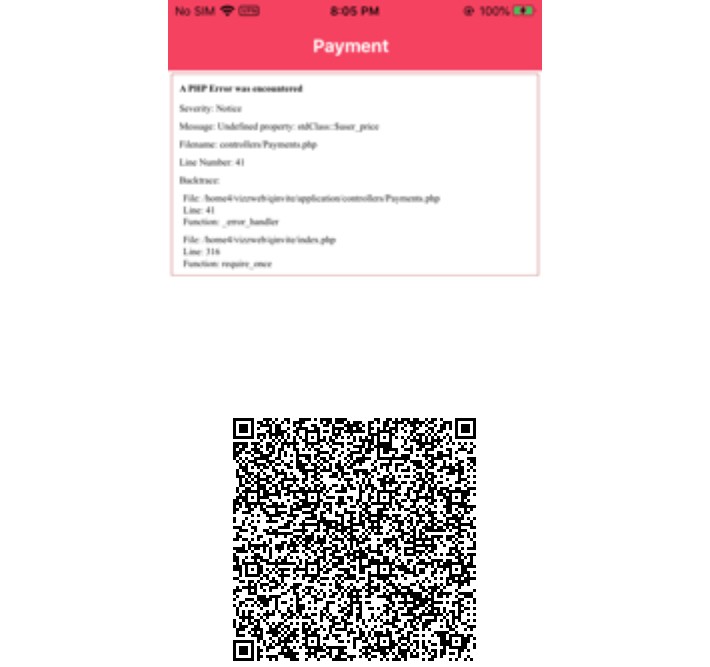 No SIM VPN 8:05 PM 100%
Payment
A PHP Error was encountered
Severity: Notice
Message: Undefined property: stdClass::$user_price
Filename: controllers/Payments.php
Line Number: 41
Backtrace:
File: /home4/vizzweb/qinvite/application/controllers/Payments.php
Line: 41
Function: _error_handler
File: /home4/vizzweb/qinvite/index.php
Line: 316
Function: require_once